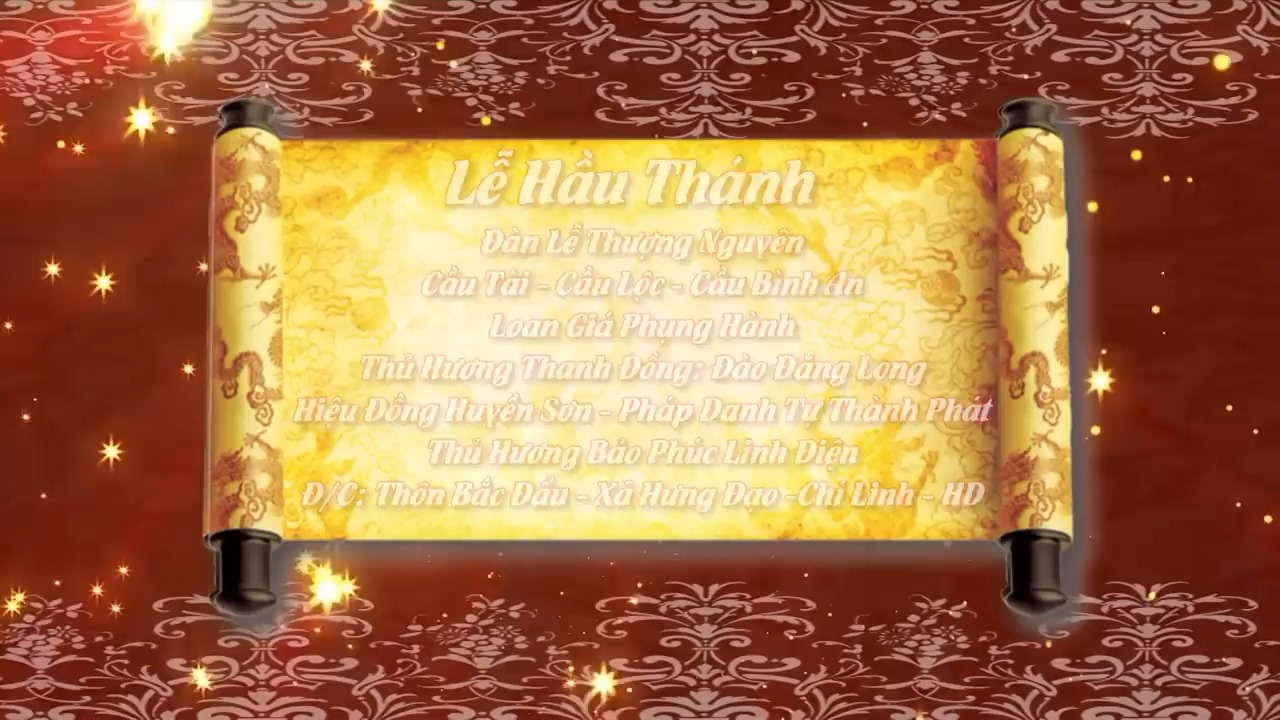 Lễ Hầu Thánh
Đàn Lễ Thượng Nguyên
Cầu Tài - Cầu Lộc - Cầu Bình An
Loan Giá Phụng Hành
Thủ Hương Thanh Đồng: Đào Đăng Long
Hiệu Đồng Huyền Sơn - Pháp Danh Tự Thành Phát
Thủ Hương Bảo Phúc Linh Điện
Đ/C: Thôn Bắc Đẩu - Xã Hưng Đạo -Chí Linh - HD